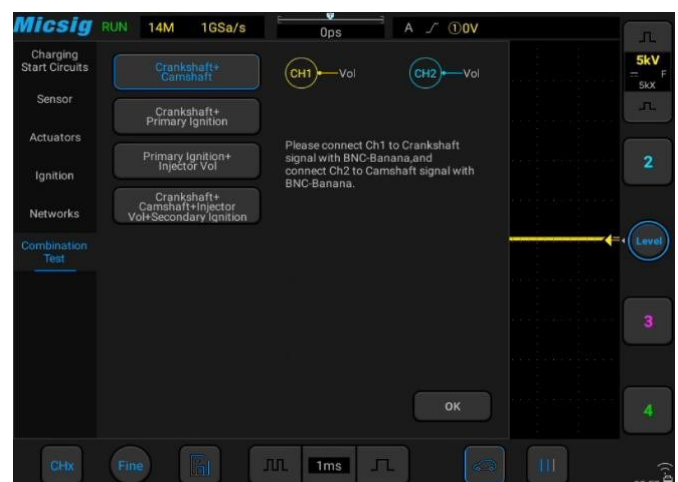 Micsig RUN 14M 1GSa/s 0ps A ①0V
Charging
Start Circuits
Sensor
Actuators
Ignition
Networks
Combination
Test
Crankshaft+
Camshaft
Crankshaft+
Primary Ignition
Primary Ignition+
Injector Vol
Crankshaft+
Camshaft+Injector
Vol+Secondary Ignition
CH1 Vol
CH2 Vol
Please connect Ch1 to Crankshaft
signal with BNC-Banana,and
connect Ch2 to Camshaft signal with
BNC-Banana.
OK
5kV
F
5kX
2
Level
3
4
CHx
Fine
1ms